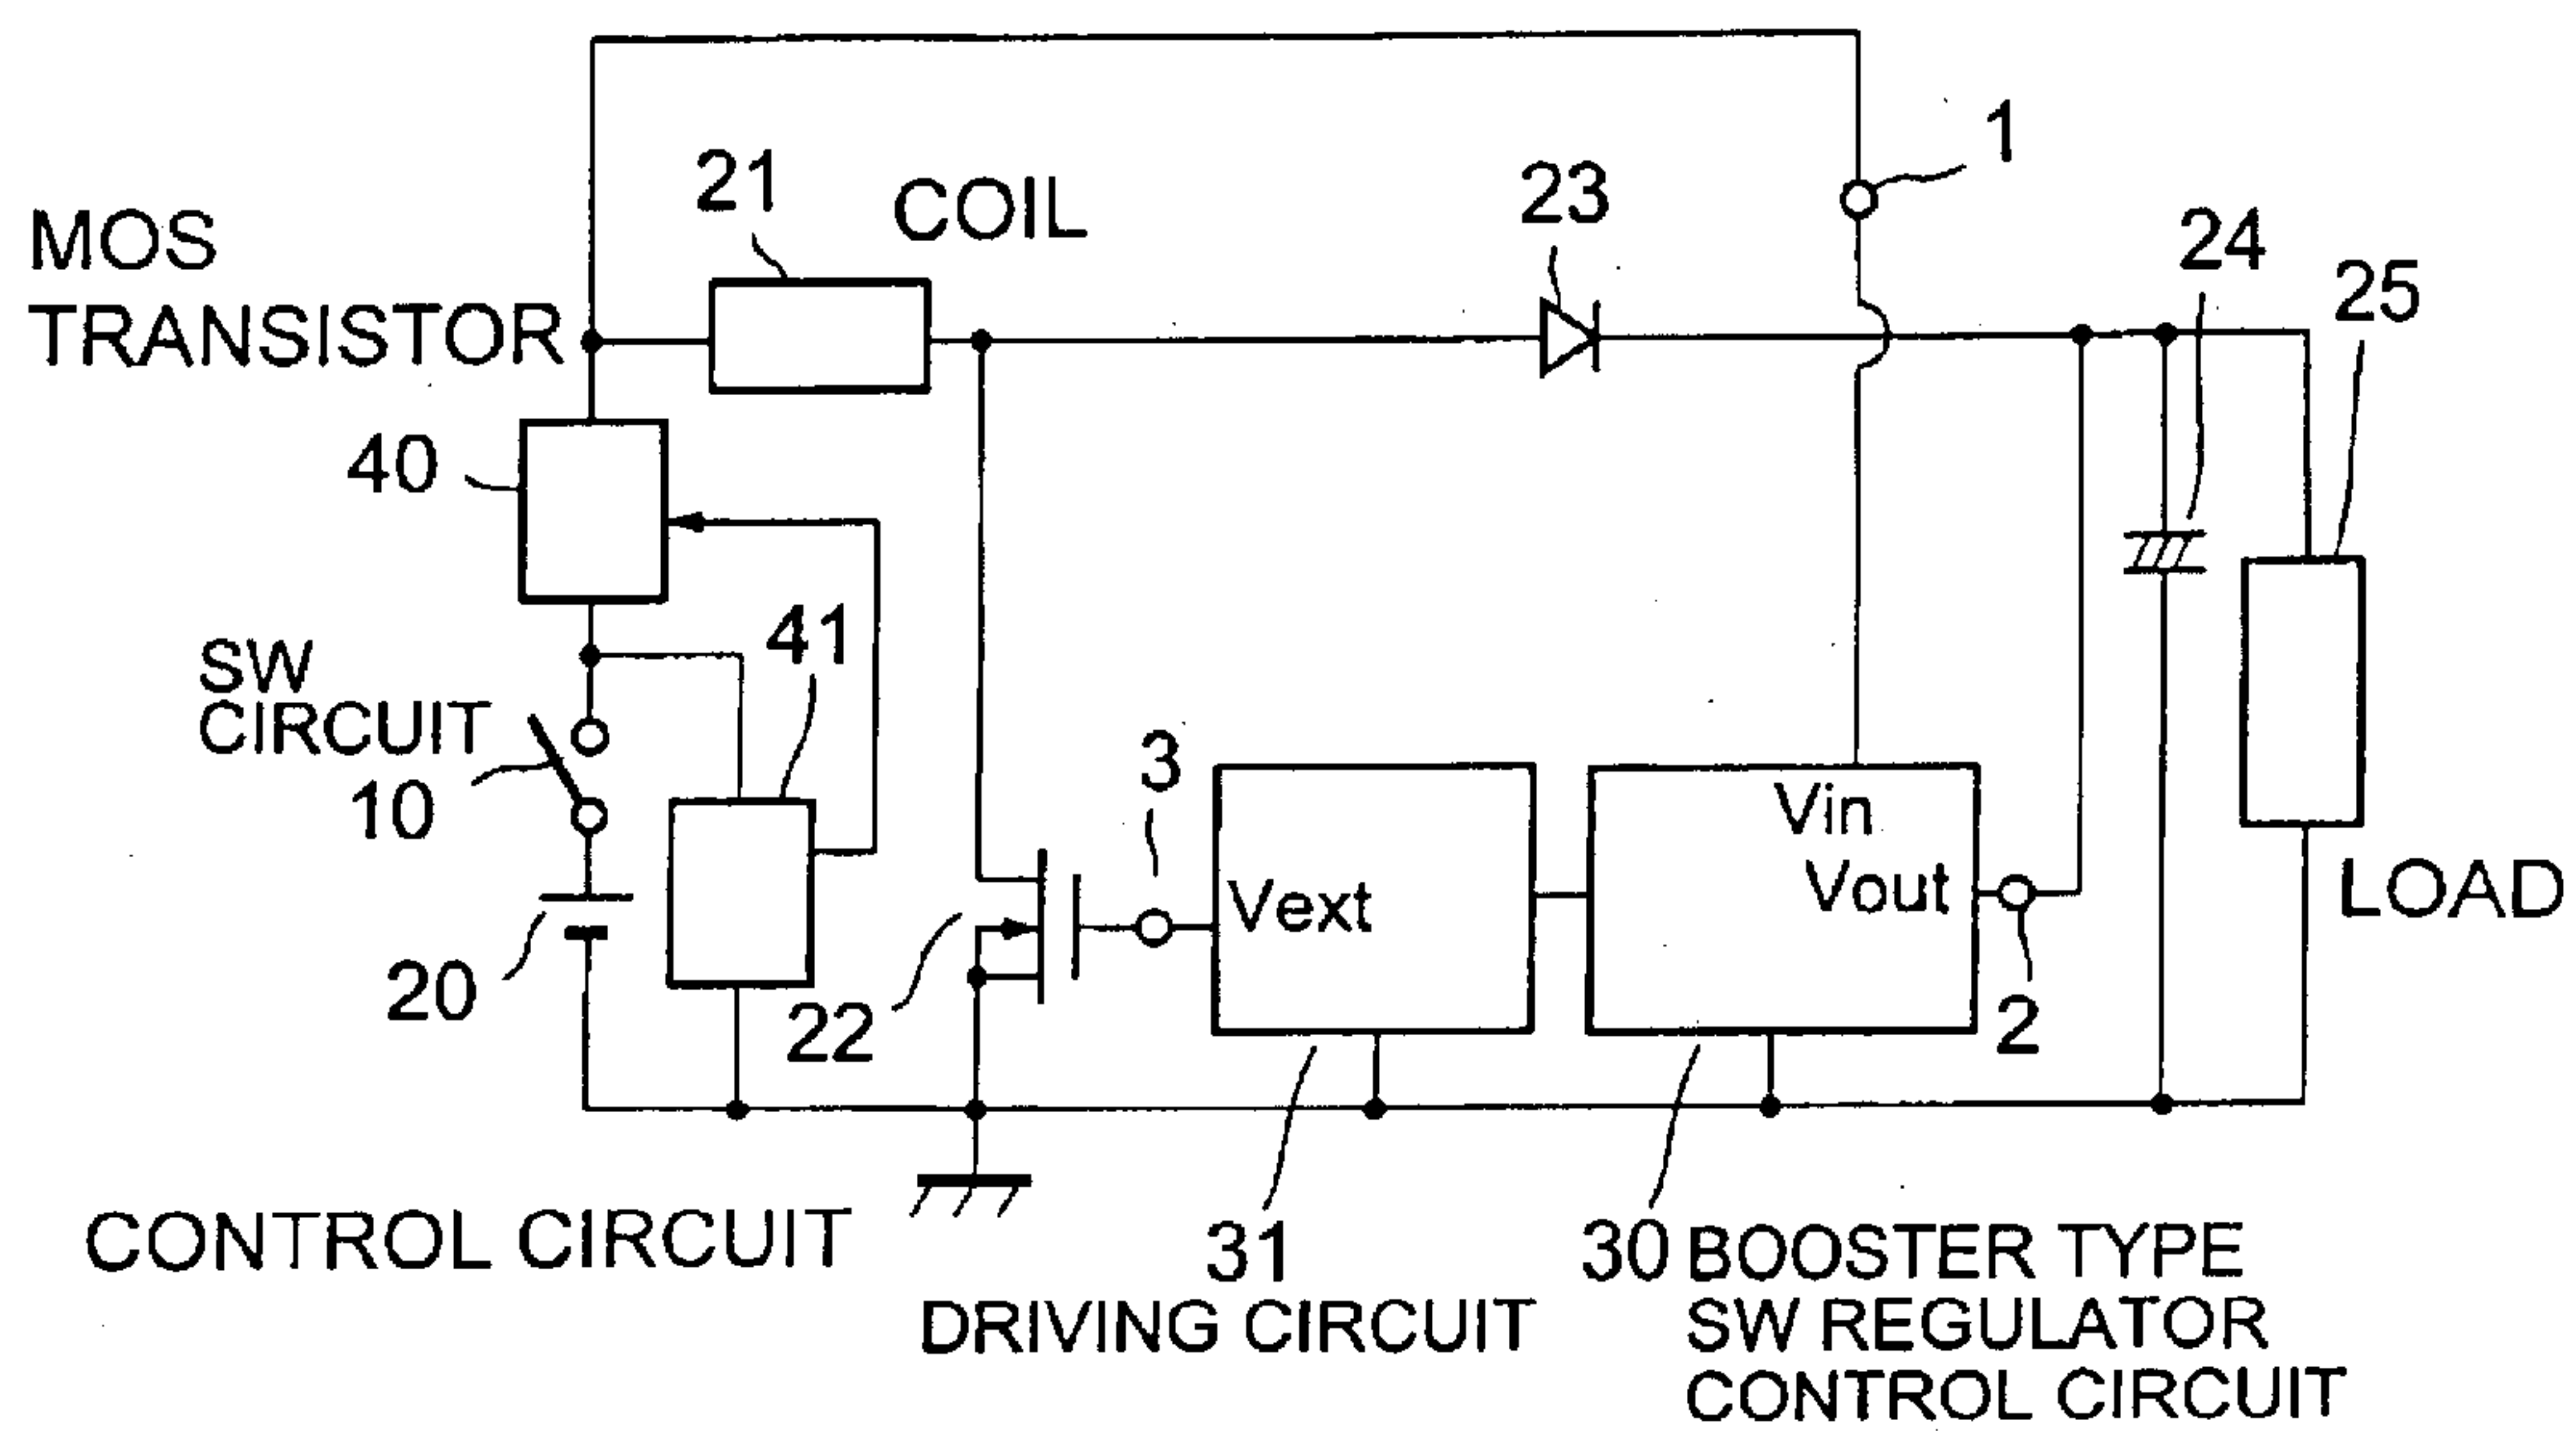 1
21
COIL
23
24
25
MOS
TRANSISTOR
40
41
SW
CIRCUIT
10
3
Vin
Vout
Vext
LOAD
20
22
2
CONTROL CIRCUIT
31
DRIVING CIRCUIT
30 BOOSTER TYPE
SW REGULATOR
CONTROL CIRCUIT